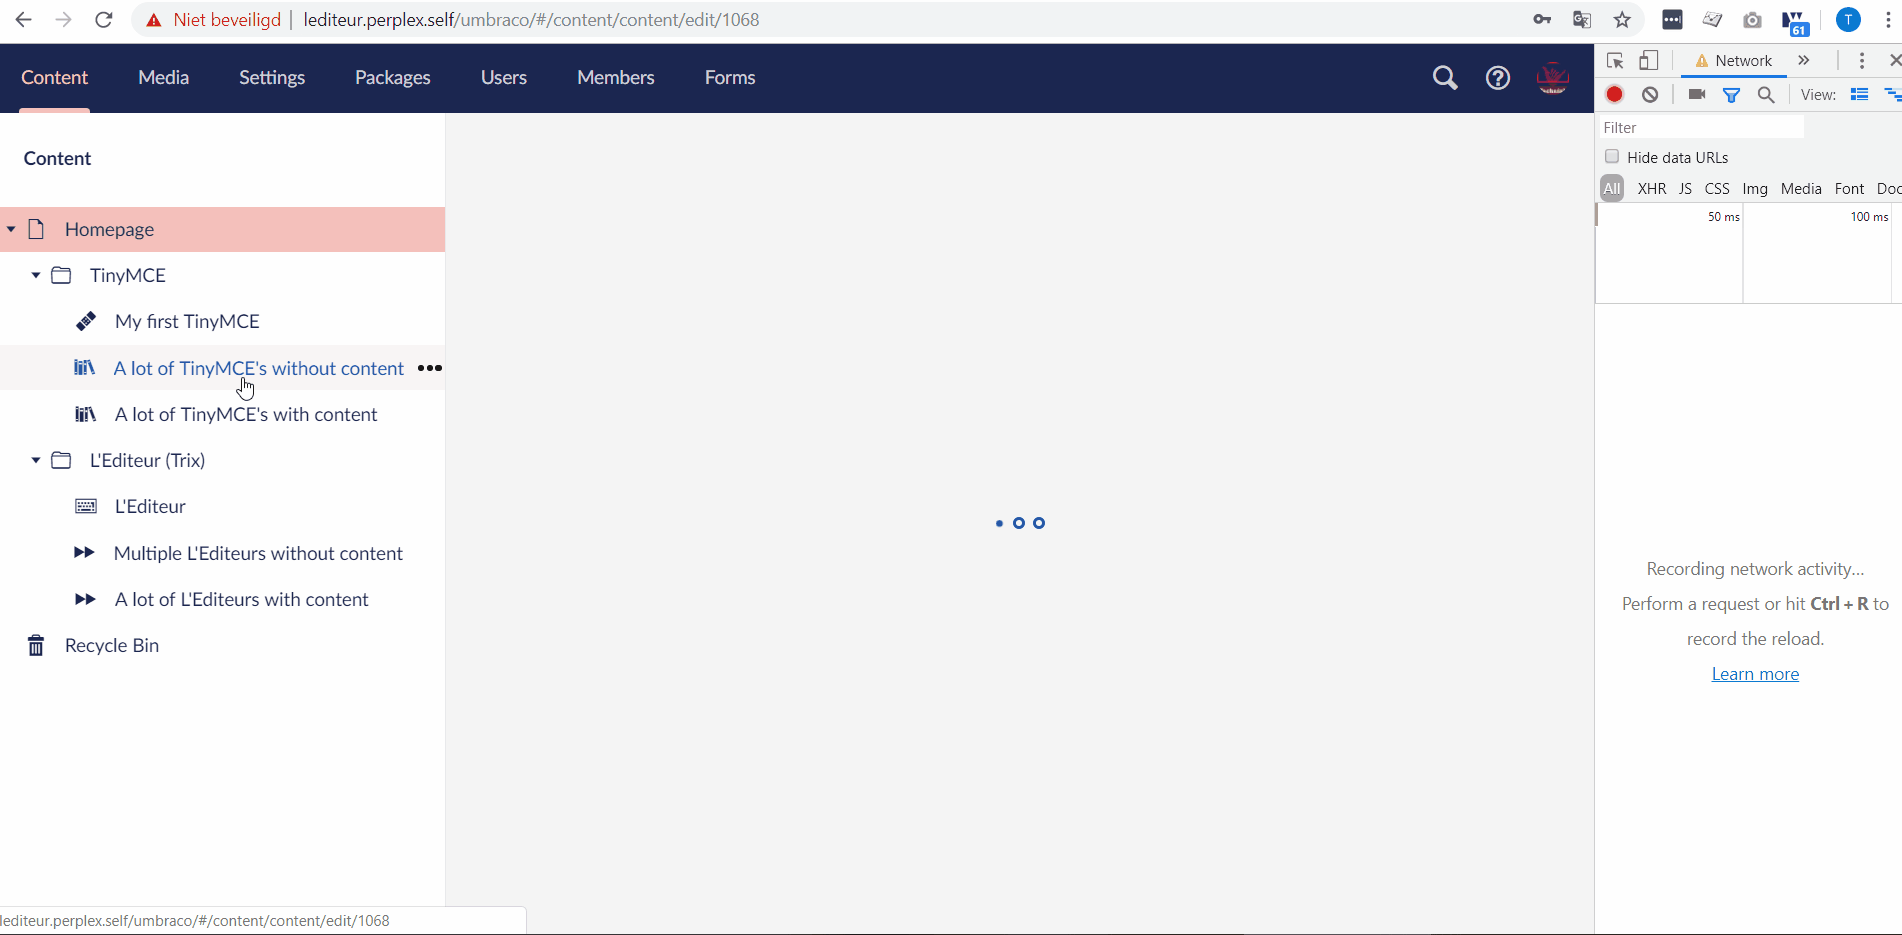 Niet beveiligd | lediteur.perplex.self/umbraco/#/content/content/edit/1068
61
T
Content Media Settings Packages Users Members Forms
Network
View:
Filter
Hide data URLs
All XHR JS CSS Img Media Font Doc
50 ms 100 ms
Content
Homepage
TinyMCE
My first TinyMCE
A lot of TinyMCE's without content
A lot of TinyMCE's with content
L'Editeur (Trix)
L'Editeur
Multiple L'Editeurs without content
A lot of L'Editeurs with content
Recycle Bin
Recording network activity...
Perform a request or hit Ctrl + R to
record the reload.
Learn more
lediteur.perplex.self/umbraco/#/content/content/edit/1068